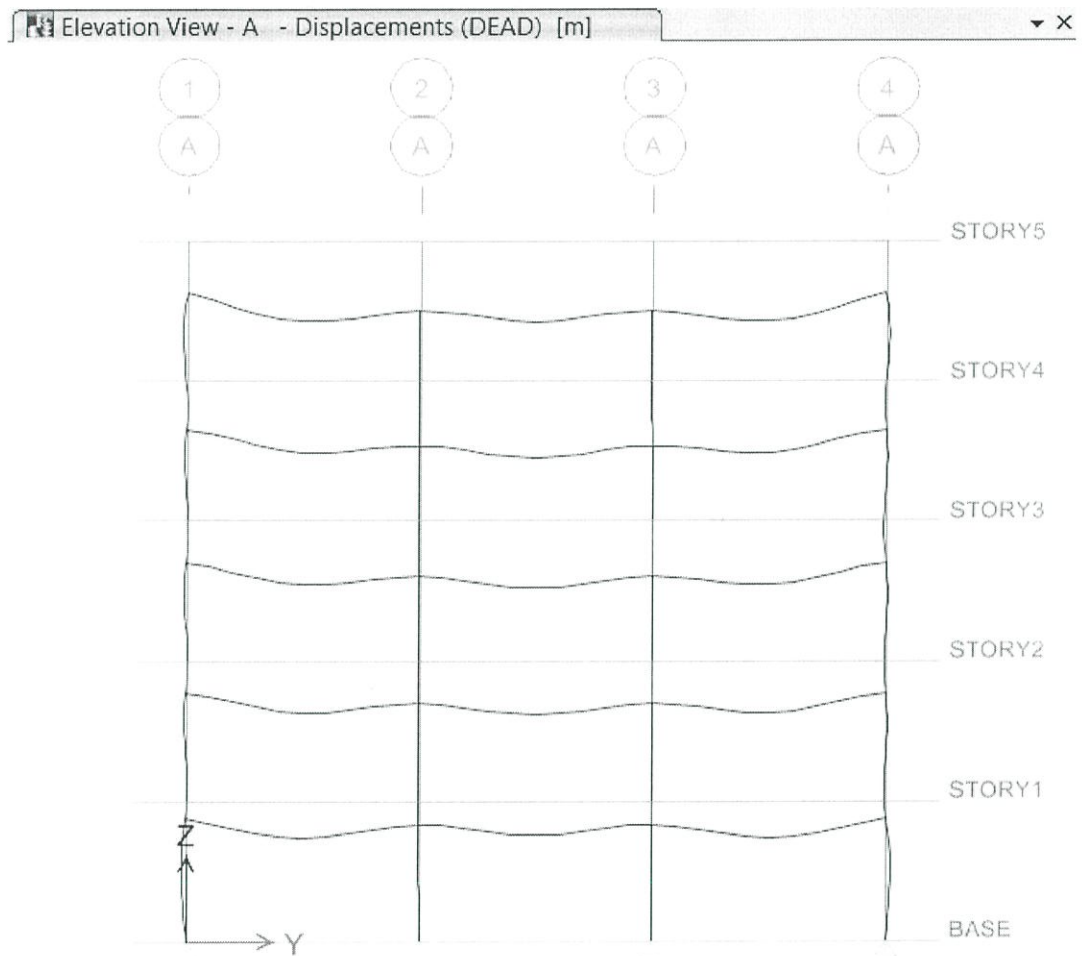 Elevation View - A - Displacements (DEAD) [m]
1 2 3 4
A A A A
STORY5
STORY4
STORY3
STORY2
STORY1
Z
BASE
Y